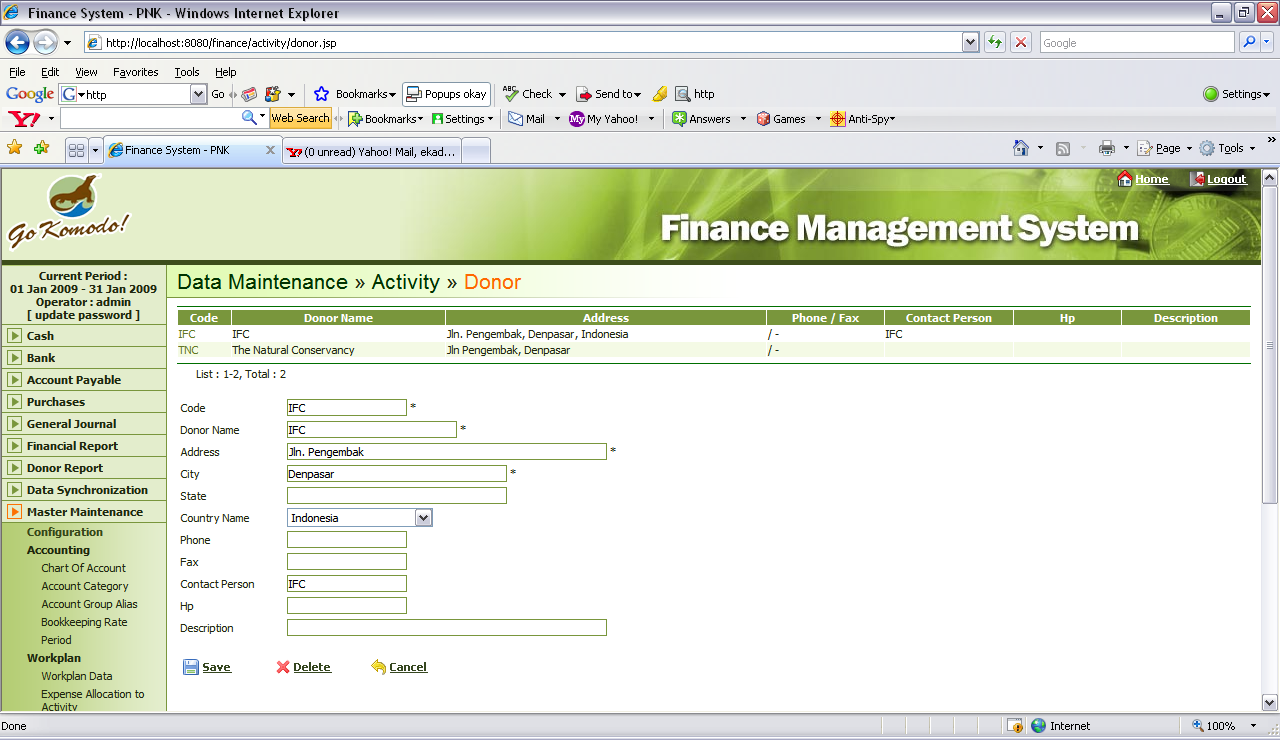 Finance System - PNK - Windows Internet Explorer
http://localhost:8080/finance/activity/donor.jsp
Google
File Edit View Favorites Tools Help
Google G http Go Bookmarks Popups okay ABC Check Send to http Settings
Y! Web Search Bookmarks Settings Mail My My Yahoo! Answers Games Anti-Spy
Finance System - PNK
Y! (0 unread) Yahoo! Mail, ekad...
Page Tools
Go Komodo!
Home Logout
Finance Management System
Current Period :
01 Jan 2009 - 31 Jan 2009
Operator : admin
[ update password ]
Cash
Bank
Account Payable
Purchases
General Journal
Financial Report
Donor Report
Data Synchronization
Master Maintenance
Configuration
Accounting
Chart Of Account
Account Category
Account Group Alias
Bookkeeping Rate
Period
Workplan
Workplan Data
Expense Allocation to
Activity
Data Maintenance » Activity » Donor
Code Donor Name Address Phone / Fax Contact Person Hp Description
IFC IFC Jln. Pengembak, Denpasar, Indonesia / - IFC
TNC The Natural Conservancy Jln Pengembak, Denpasar / -
List : 1-2, Total : 2
Code IFC *
Donor Name IFC *
Address Jln. Pengembak *
City Denpasar *
State
Country Name Indonesia
Phone
Fax
Contact Person IFC
Hp
Description
Save Delete Cancel
Done Internet 100%